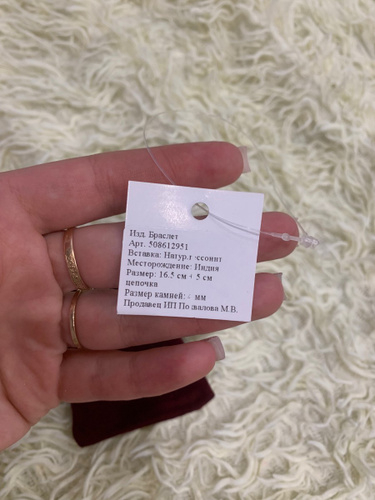 Изд. Браслет
Арт. 508612951
Вставка: Натур.г ессонит
Месторождение: Индия
Размер: 16.5 см + 5 см
цепочка
Размер камней: мм
Продавец ИП М.В.